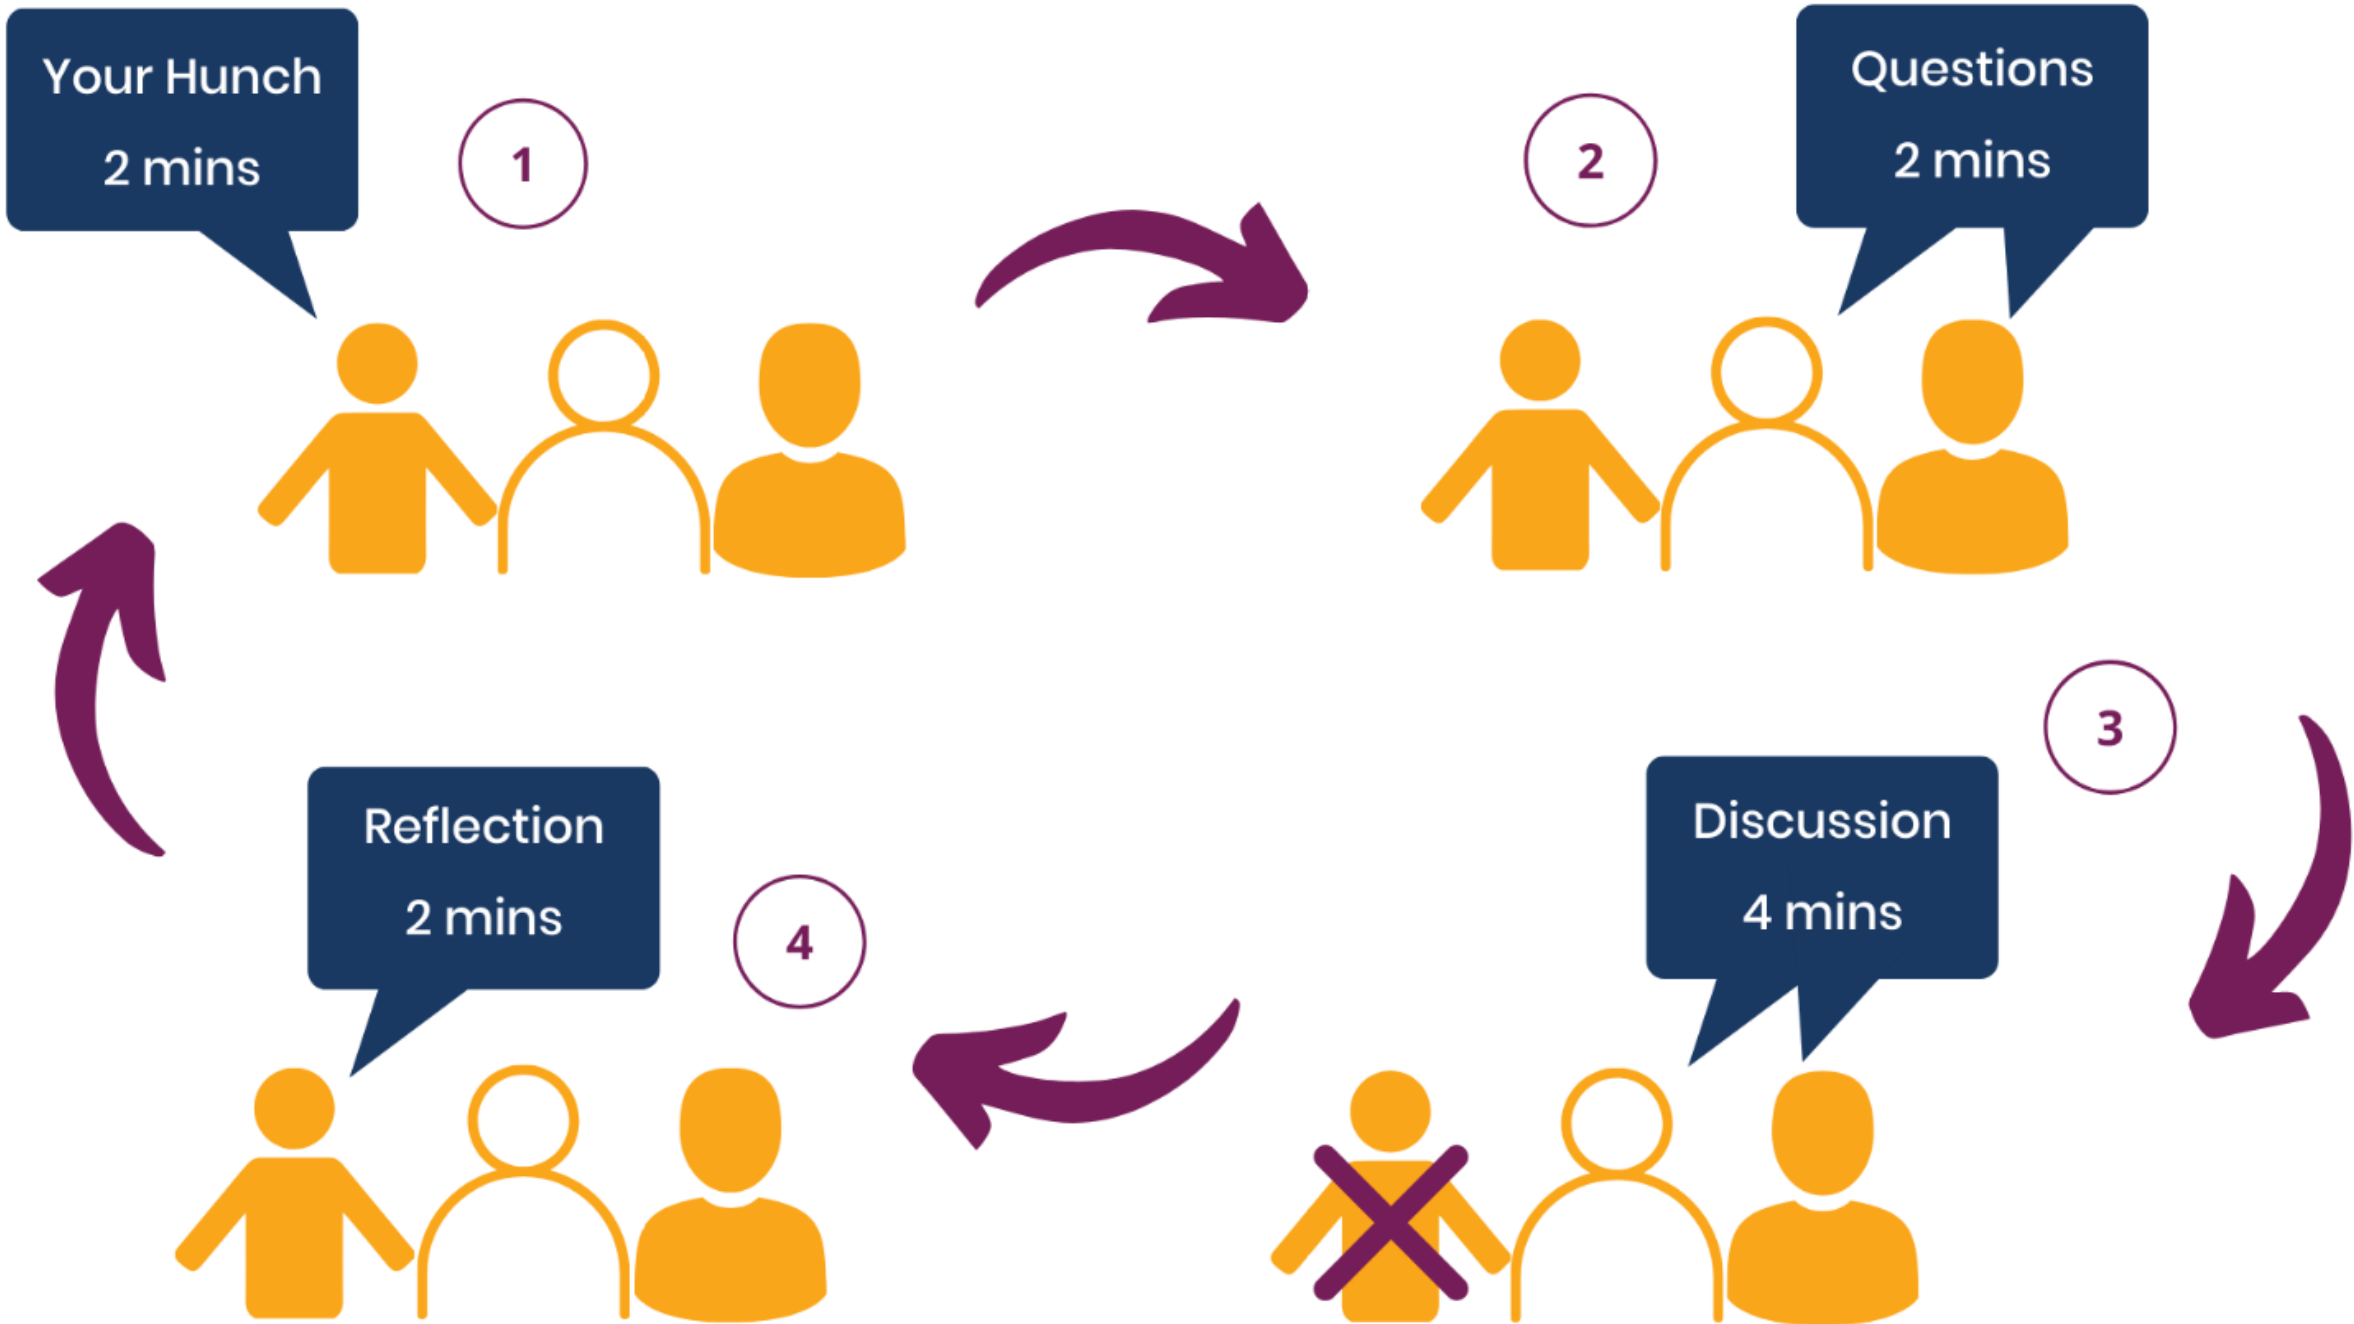 Your Hunch
2 mins
1
2
Questions
2 mins
3
Discussion
4 mins
Reflection
2 mins
4